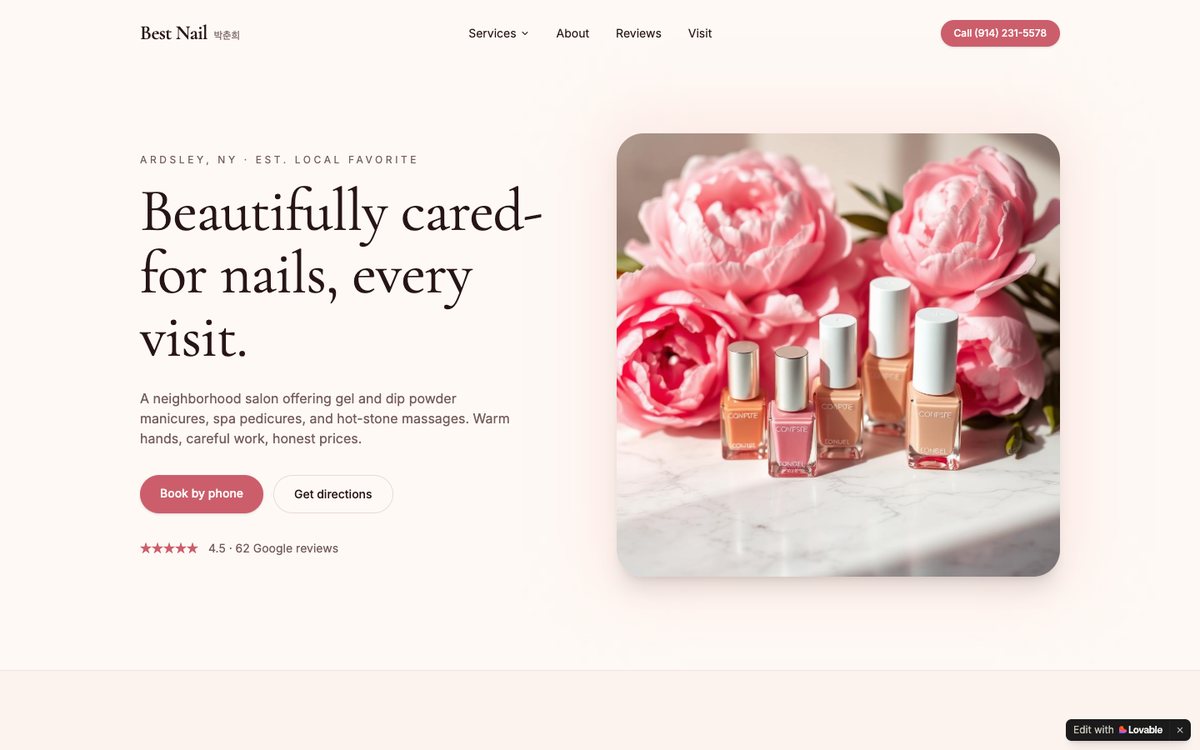 Best Nail 박춘희
Services
About
Reviews
Visit
Call (914) 231-5578
ARDSLEY, NY · EST. LOCAL FAVORITE
Beautifully cared-
for nails, every
visit.
A neighborhood salon offering gel and dip powder
manicures, spa pedicures, and hot-stone massages. Warm
hands, careful work, honest prices.
Book by phone
Get directions
★★★★★ 4.5 · 62 Google reviews
Edit with Lovable ×